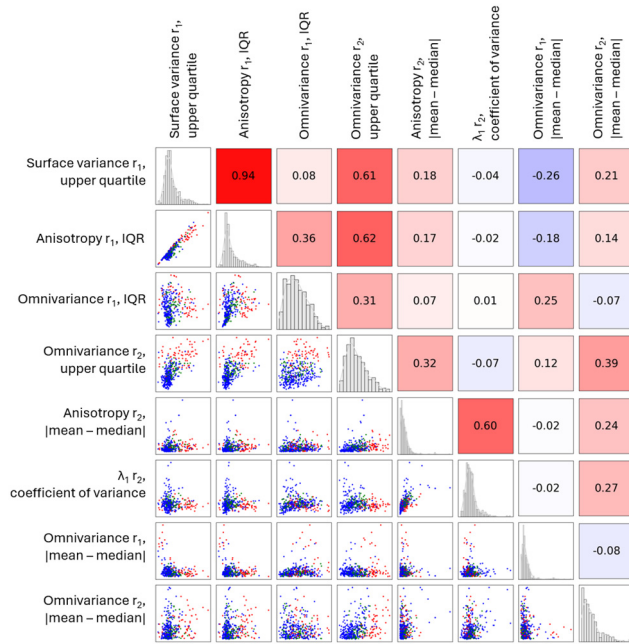 Surface variance r₁,
upper quartile
Anisotropy r₁, IQR
Omnivariance r₁, IQR
Omnivariance r₂,
upper quartile
Anisotropy r₂,
|mean – median|
λ₁ r₂,
coefficient of variance
Omnivariance r₁,
|mean – median|
Omnivariance r₂,
|mean – median|
Surface variance r₁,
upper quartile
0.94 0.08 0.61 0.18 -0.04 -0.26 0.21
Anisotropy r₁, IQR
0.36 0.62 0.17 -0.02 -0.18 0.14
Omnivariance r₁, IQR
0.31 0.07 0.01 0.25 -0.07
Omnivariance r₂,
upper quartile
0.32 -0.07 0.12 0.39
Anisotropy r₂,
|mean – median|
0.60 -0.02 0.24
λ₁ r₂,
coefficient of variance
-0.02 0.27
Omnivariance r₁,
|mean – median|
-0.08
Omnivariance r₂,
|mean – median|